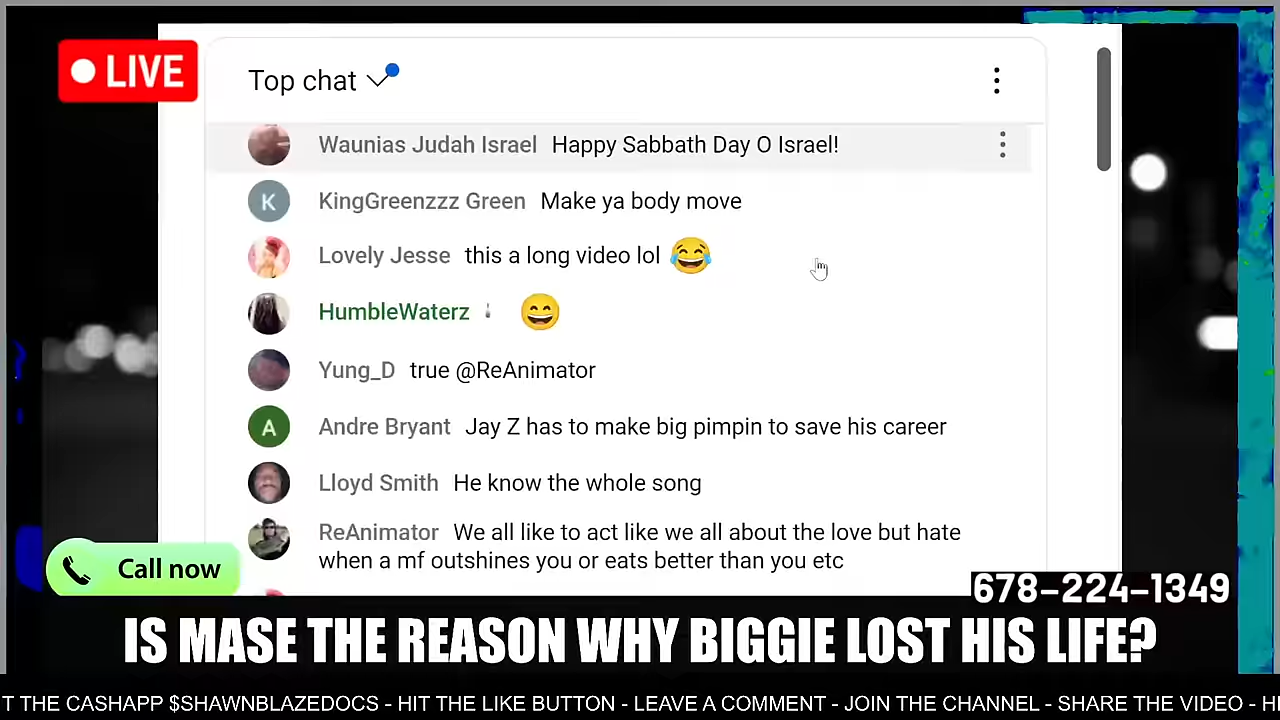 LIVE
Top chat
Waunias Judah Israel Happy Sabbath Day O Israel!
K
KingGreenzzz Green Make ya body move
Lovely Jesse this a long video lol 😂
HumbleWaterz 😄
Yung_D true @ReAnimator
A
Andre Bryant Jay Z has to make big pimpin to save his career
Lloyd Smith He know the whole song
ReAnimator We all like to act like we all about the love but hate
when a mf outshines you or eats better than you etc
Call now
678-224-1349
IS MASE THE REASON WHY BIGGIE LOST HIS LIFE?
T THE CASHAPP $SHAWNBLAZEDOCS - HIT THE LIKE BUTTON - LEAVE A COMMENT - JOIN THE CHANNEL - SHARE THE VIDEO - H